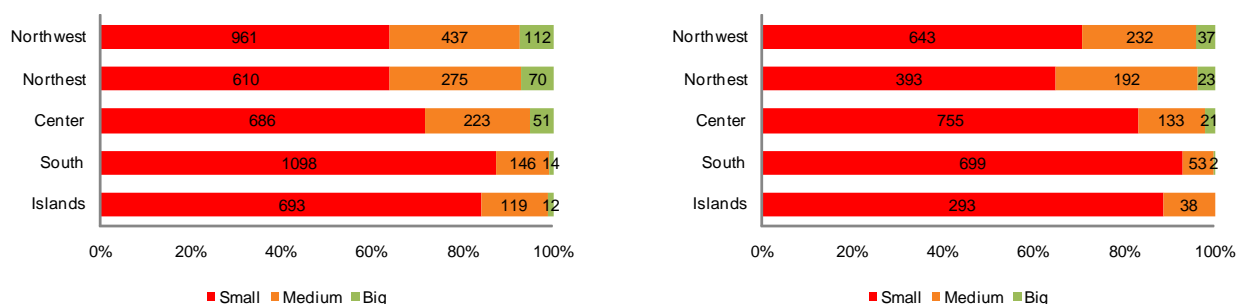 Northwest 961 437 112
Northest 610 275 70
Center 686 223 51
South 1098 146 14
Islands 693 119 12
0% 20% 40% 60% 80% 100%
Small Medium Big
Northwest 643 232 37
Northest 393 192 23
Center 755 133 21
South 699 53 2
Islands 293 38
0% 20% 40% 60% 80% 100%
Small Medium Big